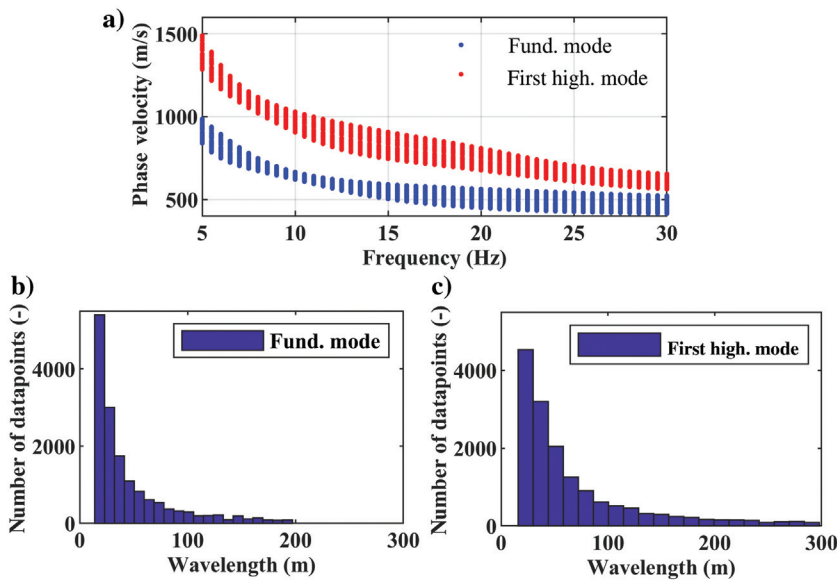 a)
Phase velocity (m/s)
1500
1000
500
Fund. mode
First high. mode
5 10 15 20 25 30
Frequency (Hz)
b)
Number of datapoints (-)
4000
2000
0
Fund. mode
0 100 200 300
Wavelength (m)
c)
Number of datapoints (-)
4000
2000
0
First high. mode
0 100 200 300
Wavelength (m)